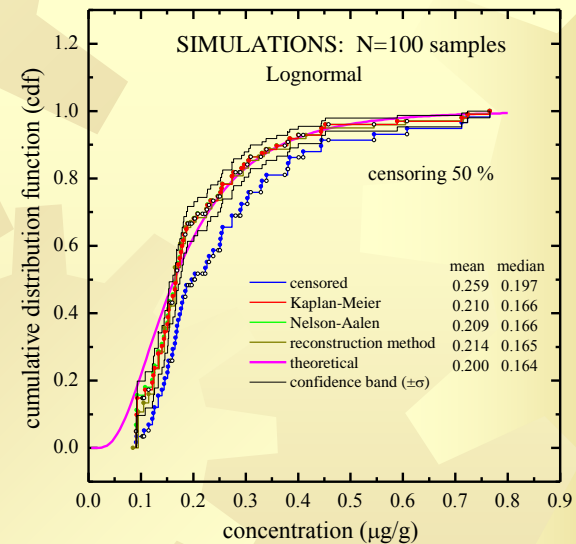 SIMULATIONS: N=100 samples
Lognormal
censoring 50 %
mean median
censored 0.259 0.197
Kaplan-Meier 0.210 0.166
Nelson-Aalen 0.209 0.166
reconstruction method 0.214 0.165
theoretical 0.200 0.164
confidence band (±σ)
cumulative distribution function (cdf)
1.2
1.0
0.8
0.6
0.4
0.2
0.0
0.0 0.1 0.2 0.3 0.4 0.5 0.6 0.7 0.8 0.9
concentration (μg/g)